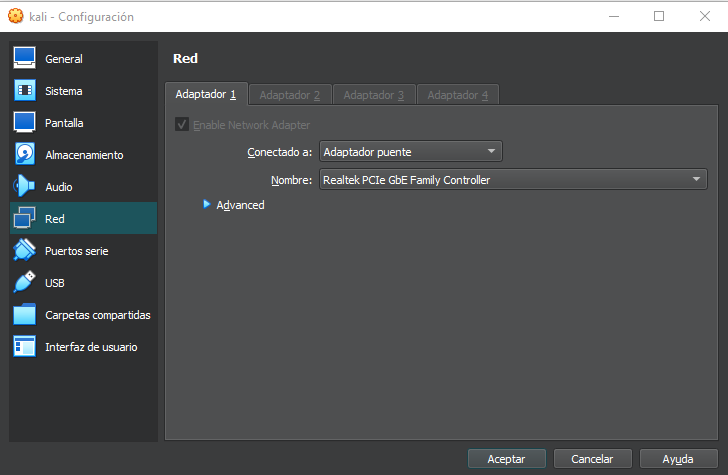 kali - Configuración
General
Sistema
Pantalla
Almacenamiento
Audio
Red
Puertos serie
USB
Carpetas compartidas
Interfaz de usuario
Red
Adaptador 1 Adaptador 2 Adaptador 3 Adaptador 4
Enable Network Adapter
Conectado a: Adaptador puente
Nombre: Realtek PCIe GbE Family Controller
Advanced
Aceptar Cancelar Ayuda